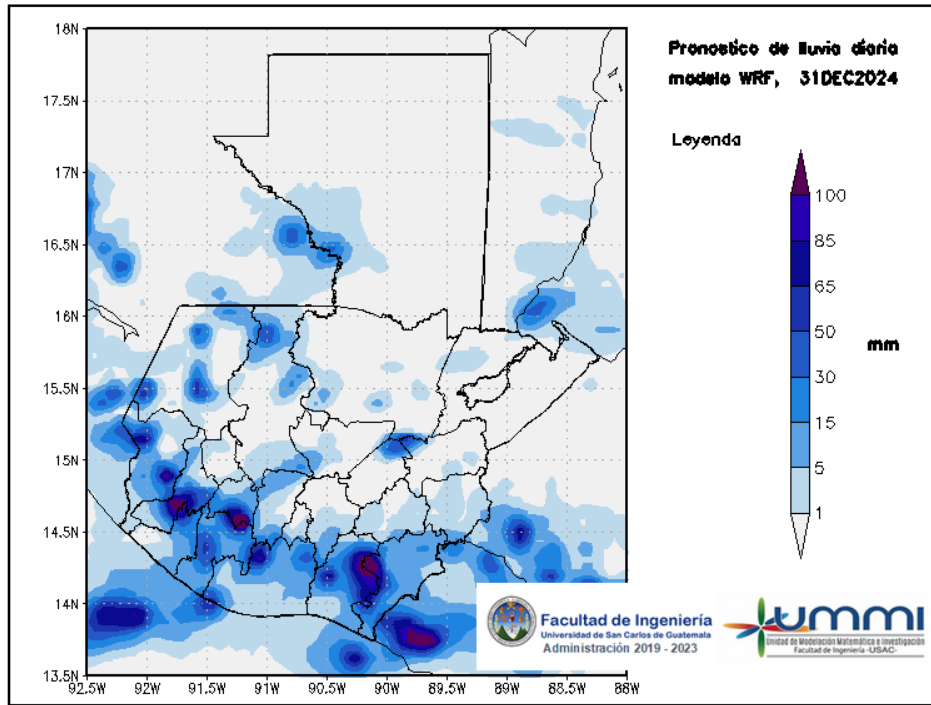 Pronostico de lluvia diaria
modelo WRF, 31DEC2024
Leyenda
100
85
65
50
30
15
5
1
mm
18N
17.5N
17N
16.5N
16N
15.5N
15N
14.5N
14N
13.5N
92.5W
92W
91.5W
91W
90.5W
90W
89.5W
89W
88.5W
88W
Facultad de Ingeniería
Universidad de San Carlos de Guatemala
Administración 2019 - 2023
UMMI
Unidad de Modelación Matemática e Investigación
Facultad de Ingeniería -USAC-